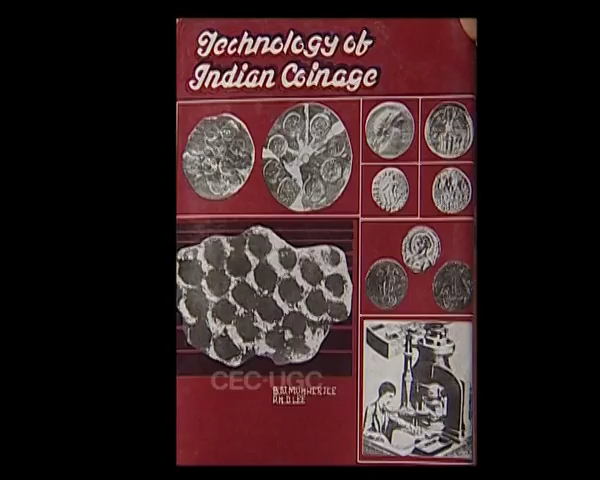 Technology of
Indian Coinage
CEC-UGC
B.N. MUKHERJEE
P.K.D. LEE